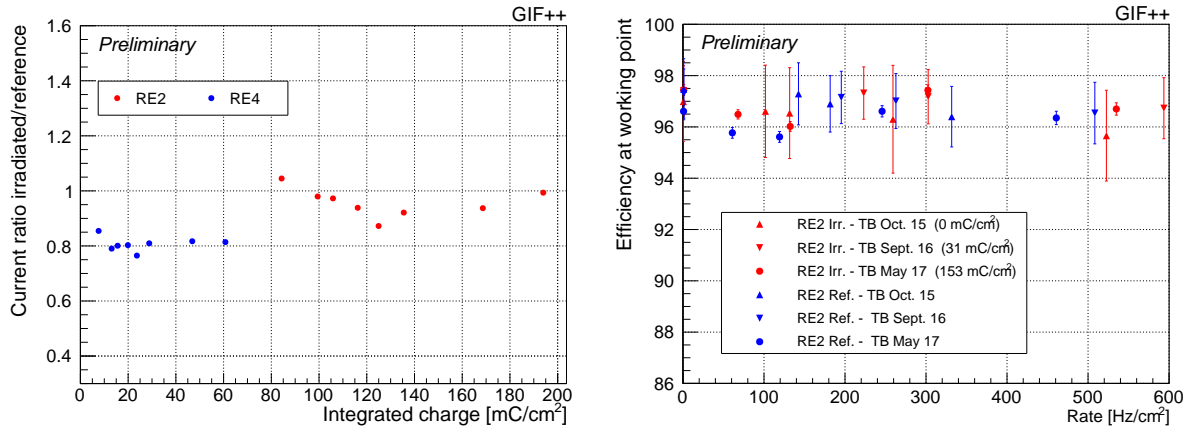 GIF++
Preliminary
RE2
RE4
Current ratio irradiated/reference
1.6
1.4
1.2
1
0.8
0.6
0.4
0 20 40 60 80 100 120 140 160 180 200
Integrated charge [mC/cm²]
GIF++
Preliminary
Efficiency at working point
100
98
96
94
92
90
88
86
RE2 Irr. - TB Oct. 15 (0 mC/cm²)
RE2 Irr. - TB Sept. 16 (31 mC/cm²)
RE2 Irr. - TB May 17 (153 mC/cm²)
RE2 Ref. - TB Oct. 15
RE2 Ref. - TB Sept. 16
RE2 Ref. - TB May 17
0 100 200 300 400 500 600
Rate [Hz/cm²]